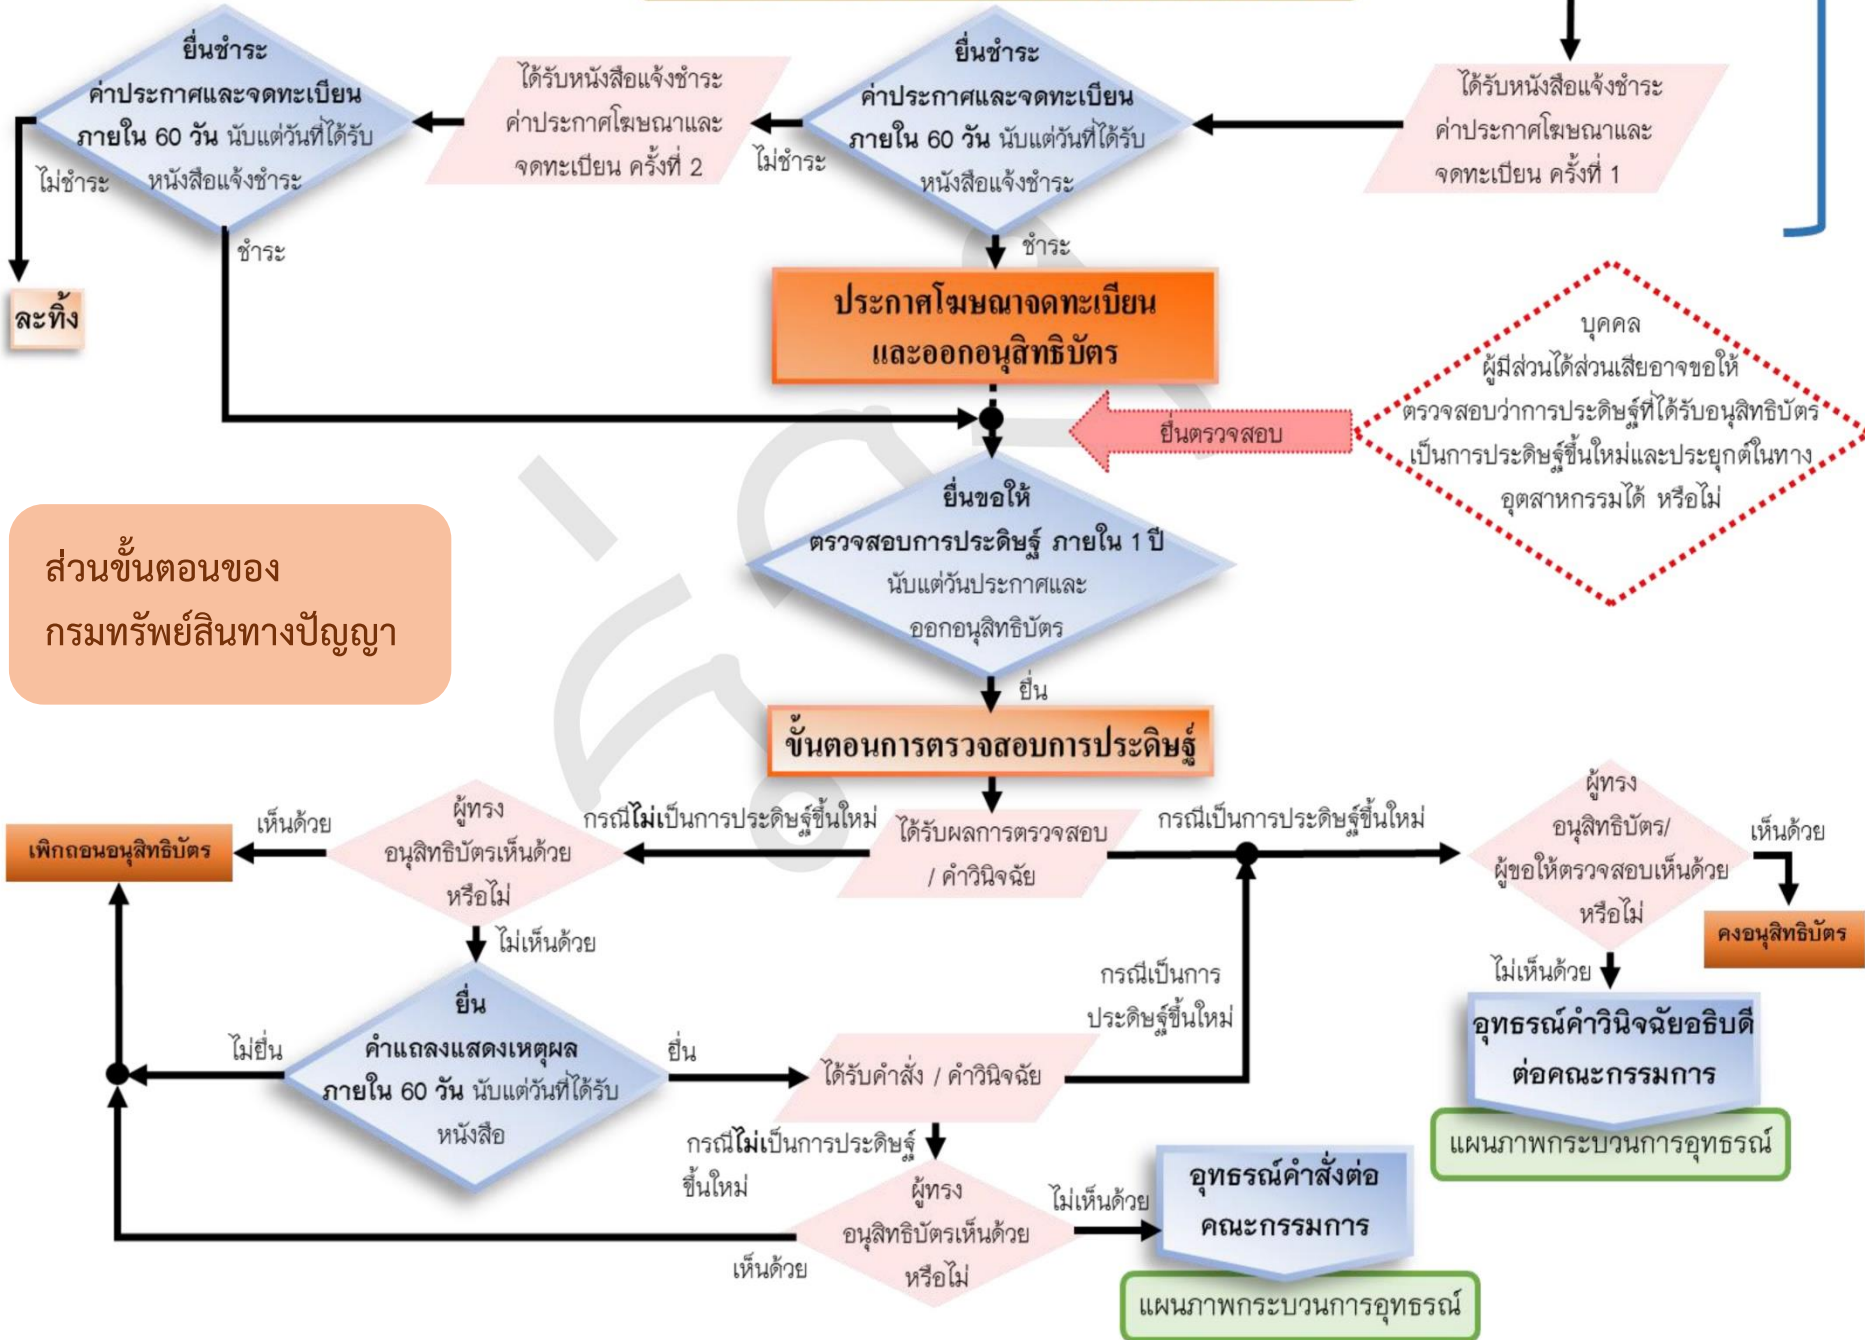 ยื่นชำระ
ค่าประกาศและจดทะเบียน
ภายใน 60 วัน นับแต่วันที่ได้รับ
หนังสือแจ้งชำระ
ไม่ชำระ
ชำระ
ละทิ้ง
ได้รับหนังสือแจ้งชำระ
ค่าประกาศโฆษณาและ
จดทะเบียน ครั้งที่ 2
ยื่นชำระ
ค่าประกาศและจดทะเบียน
ภายใน 60 วัน นับแต่วันที่ได้รับ
หนังสือแจ้งชำระ
ไม่ชำระ
ชำระ
ได้รับหนังสือแจ้งชำระ
ค่าประกาศโฆษณาและ
จดทะเบียน ครั้งที่ 1
ประกาศโฆษณาจดทะเบียน
และออกอนุสิทธิบัตร
บุคคล
ผู้มีส่วนได้ส่วนเสียอาจขอให้
ตรวจสอบว่าการประดิษฐ์ที่ได้รับอนุสิทธิบัตร
เป็นการประดิษฐ์ขึ้นใหม่และประยุกต์ในทาง
อุตสาหกรรมได้ หรือไม่
ยื่นตรวจสอบ
ยื่นขอให้
ตรวจสอบการประดิษฐ์ ภายใน 1 ปี
นับแต่วันประกาศและ
ออกอนุสิทธิบัตร
ยื่น
ส่วนขั้นตอนของ
กรมทรัพย์สินทางปัญญา
ขั้นตอนการตรวจสอบการประดิษฐ์
ได้รับผลการตรวจสอบ
/ คำวินิจฉัย
กรณีไม่เป็นการประดิษฐ์ขึ้นใหม่
ผู้ทรง
อนุสิทธิบัตรเห็นด้วย
หรือไม่
เห็นด้วย
เพิกถอนอนุสิทธิบัตร
ไม่เห็นด้วย
กรณีเป็นการประดิษฐ์ขึ้นใหม่
ผู้ทรง
อนุสิทธิบัตร/
ผู้ขอให้ตรวจสอบเห็นด้วย
หรือไม่
เห็นด้วย
คงอนุสิทธิบัตร
ไม่เห็นด้วย
อุทธรณ์คำวินิจฉัยอธิบดี
ต่อคณะกรรมการ
แผนภาพกระบวนการอุทธรณ์
ยื่น
คำแถลงแสดงเหตุผล
ภายใน 60 วัน นับแต่วันที่ได้รับ
หนังสือ
ไม่ยื่น
ยื่น
ได้รับคำสั่ง / คำวินิจฉัย
กรณีเป็นการ
ประดิษฐ์ขึ้นใหม่
กรณีไม่เป็นการประดิษฐ์
ขึ้นใหม่
ผู้ทรง
อนุสิทธิบัตรเห็นด้วย
หรือไม่
เห็นด้วย
ไม่เห็นด้วย
อุทธรณ์คำสั่งต่อ
คณะกรรมการ
แผนภาพกระบวนการอุทธรณ์